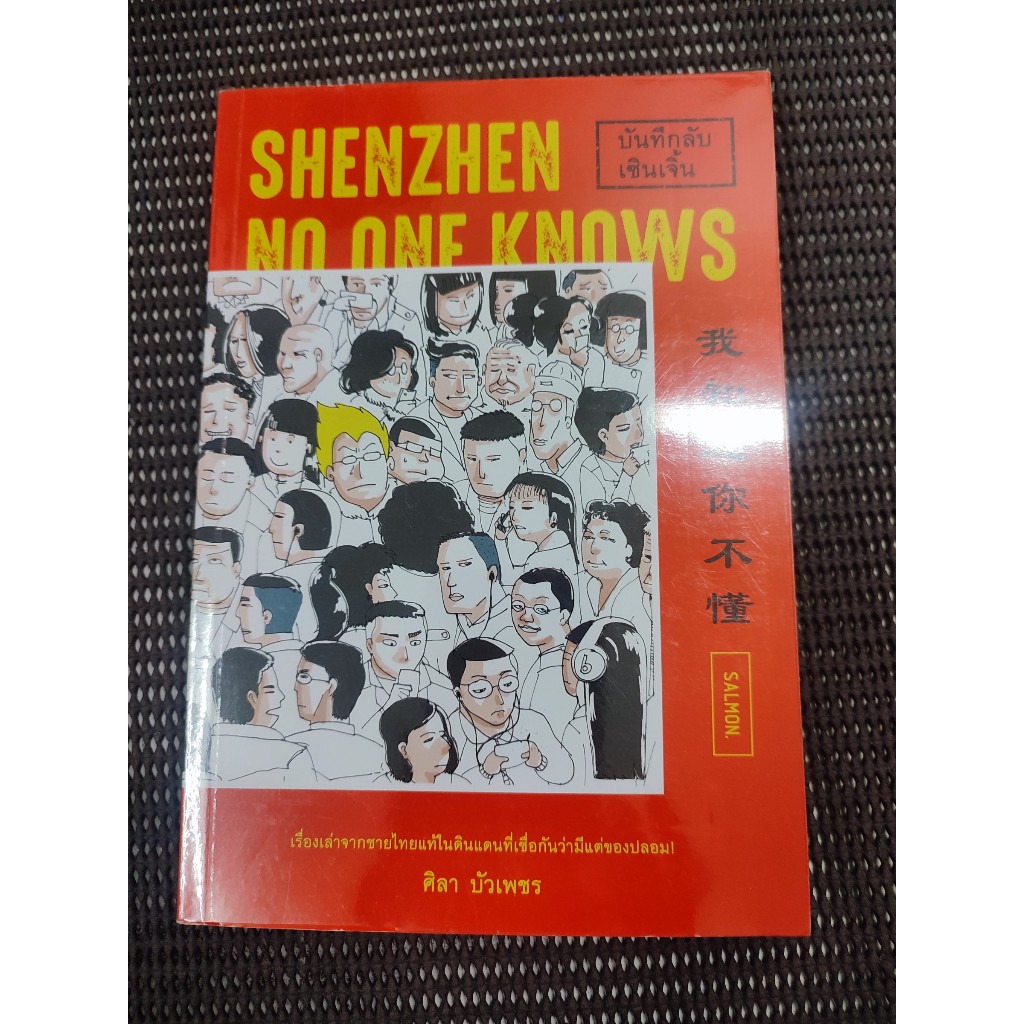 SHENZHEN
NO ONE KNOWS
บันทึกลับ
เซินเจิ้น
我
你
不
懂
SALMON.
b
เรื่องเล่าจากชายไทยแท้ในดินแดนที่เชื่อกันว่ามีแต่ของปลอม!
ศิลา บัวเพชร